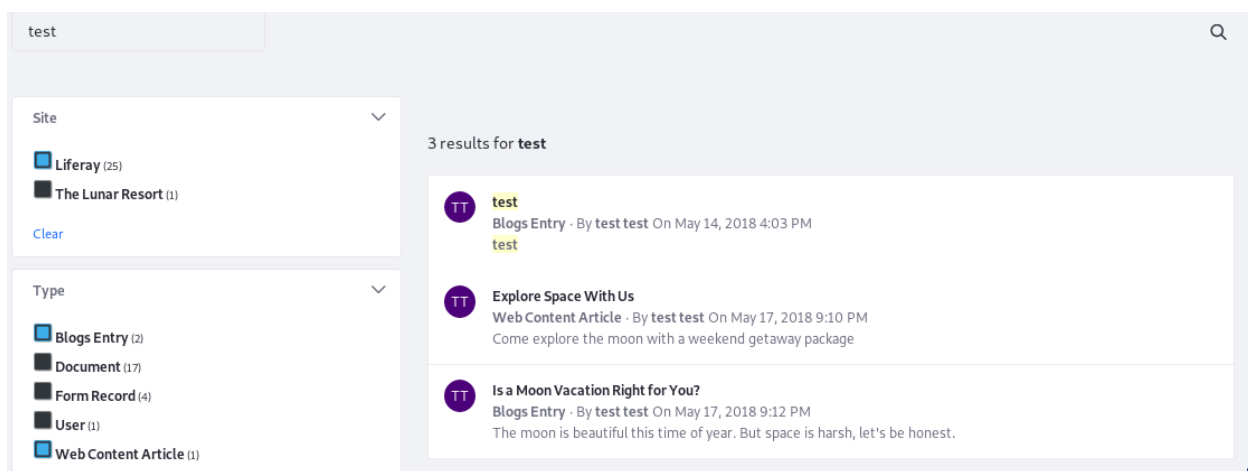 test
Site
Liferay (25)
The Lunar Resort (1)
Clear
Type
Blogs Entry (2)
Document (17)
Form Record (4)
User (1)
Web Content Article (1)
3 results for test
TT
test
Blogs Entry · By test test On May 14, 2018 4:03 PM
test
TT
Explore Space With Us
Web Content Article · By test test On May 17, 2018 9:10 PM
Come explore the moon with a weekend getaway package
TT
Is a Moon Vacation Right for You?
Blogs Entry · By test test On May 17, 2018 9:12 PM
The moon is beautiful this time of year. But space is harsh, let's be honest.